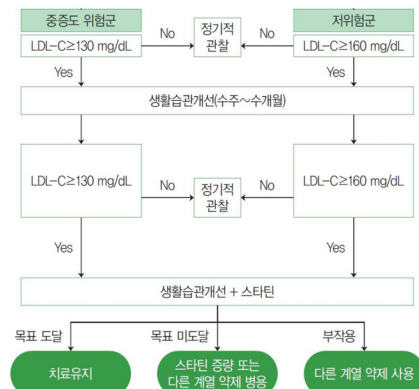 중증도 위험군
저위험군
LDL-C≥130 mg/dL
No
정기적
관찰
No
LDL-C≥160 mg/dL
Yes
Yes
생활습관개선(수주～수개월)
LDL-C≥130 mg/dL
No
정기적
관찰
No
LDL-C≥160 mg/dL
Yes
Yes
생활습관개선 + 스타틴
목표 도달
목표 미도달
부작용
치료유지
스타틴 증량 또는
다른 계열 약제 병용
다른 계열 약제 사용